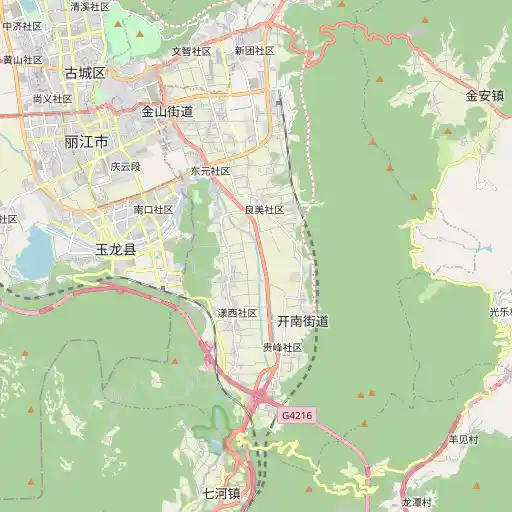 清溪社区
中济社区
文智社区
新团社区
黄山社区
古城区
尚义社区
金安镇
金山街道
丽江市
庆云段
东元社区
南口社区
良美社区
玉龙县
漾西社区
开南街道
光乐村
贵峰社区
G4216
羊见村
七河镇
龙潭村